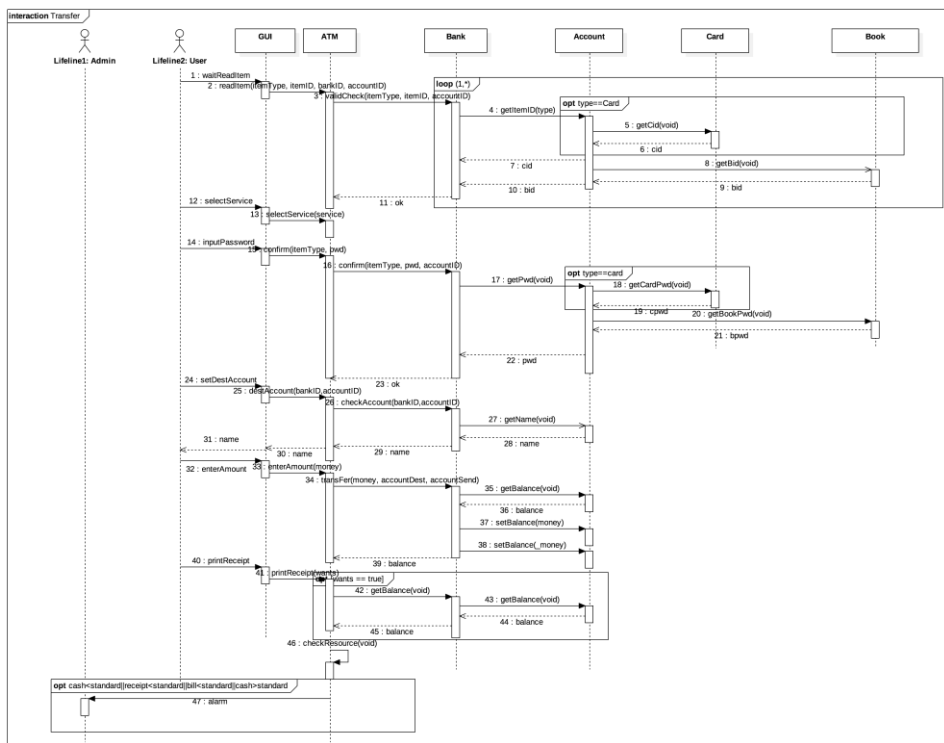 interaction Transfer
GUI
ATM
Bank
Account
Card
Book
Lifeline1: Admin
Lifeline2: User
1 : waitReadItem
2 : readItem(itemType, itemID, bankID, accountID)
3 : validCheck(itemType, itemID, accountID)
loop (1,*)
4 : getItemID(type)
opt type==Card
5 : getCid(void)
6 : cid
7 : cid
8 : getBid(void)
9 : bid
10 : bid
11 : ok
12 : selectService
13 : selectService(service)
14 : inputPassword
15 : confirm(itemType, pwd)
16 : confirm(itemType, pwd, accountID)
17 : getPwd(void)
opt type==card
18 : getCardPwd(void)
19 : cpwd
20 : getBookPwd(void)
21 : bpwd
22 : pwd
23 : ok
24 : setDestAccount
25 : destAccount(bankID,accountID)
26 : checkAccount(bankID,accountID)
27 : getName(void)
28 : name
29 : name
30 : name
31 : name
32 : enterAmount
33 : enterAmount(money)
34 : transFer(money, accountDest, accountSend)
35 : getBalance(void)
36 : balance
37 : setBalance(money)
38 : setBalance(_money)
39 : balance
40 : printReceipt
41 : printReceipt(wants)
wants == true]
42 : getBalance(void)
43 : getBalance(void)
44 : balance
45 : balance
46 : checkResource(void)
opt cash<standard||receipt<standard||bill<standard||cash>standard
47 : alarm